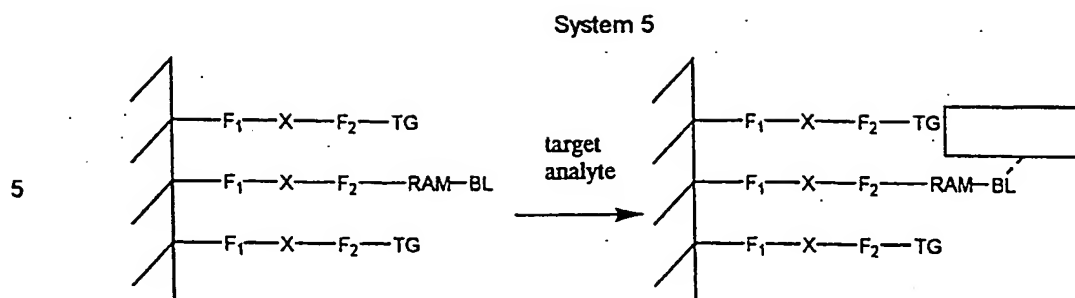 System 5
F₁—X—F₂—TG F₁—X—F₂—TG
target
analyte
5 F₁—X—F₂—RAM—BL F₁—X—F₂—RAM—BL
F₁—X—F₂—TG F₁—X—F₂—TG